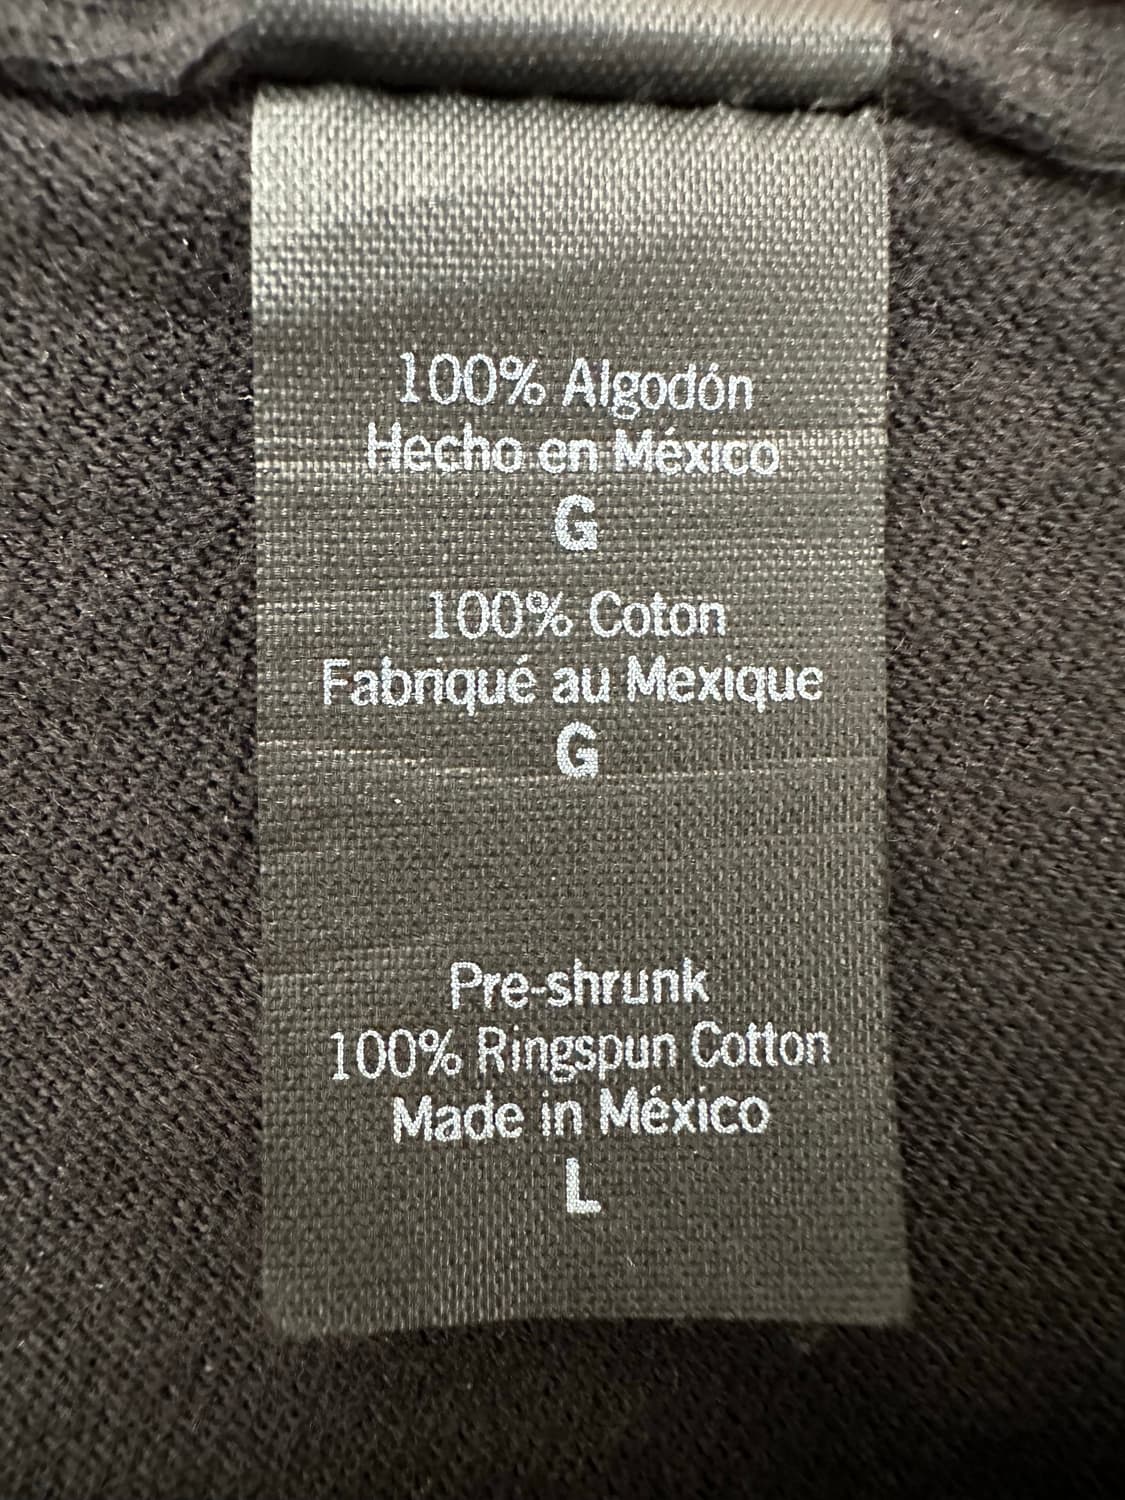 100% Algodón
Hecho en México
G
100% Coton
Fabriqué au Mexique
G
Pre-shrunk
100% Ringspun Cotton
Made in México
L